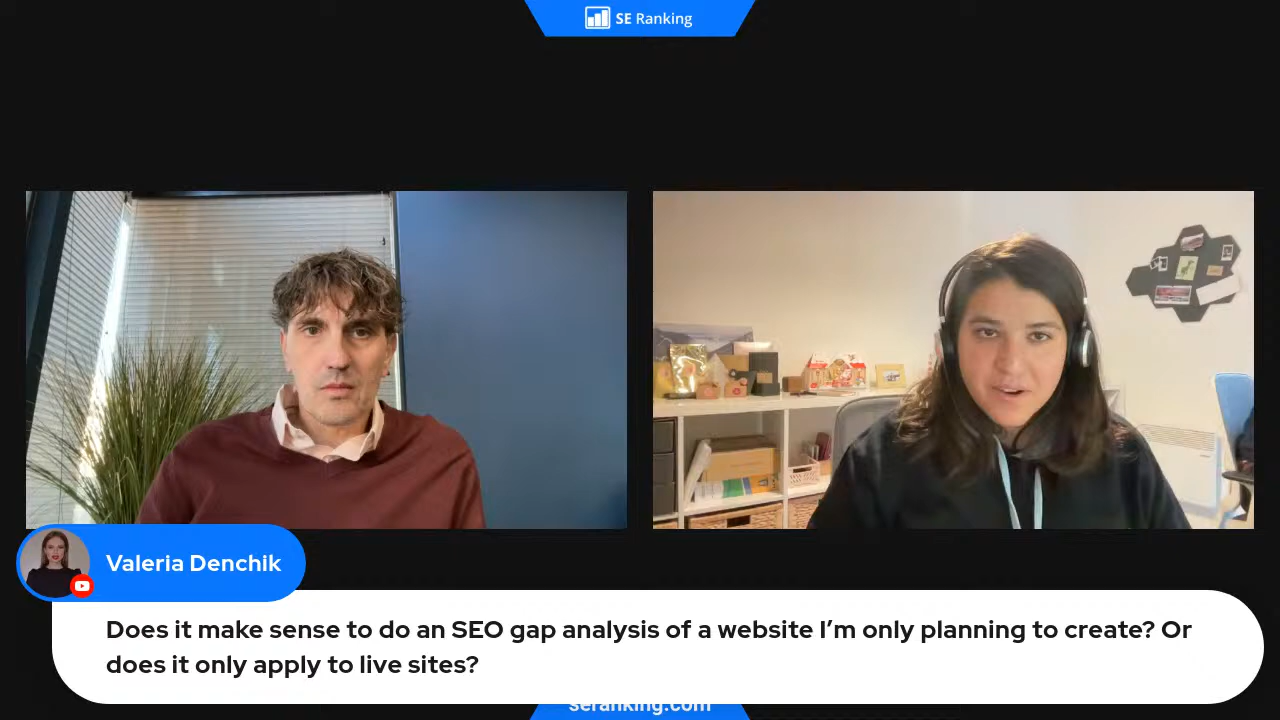 SE Ranking
Valeria Denchik
Does it make sense to do an SEO gap analysis of a website I’m only planning to create? Or
does it only apply to live sites?
seranking.com